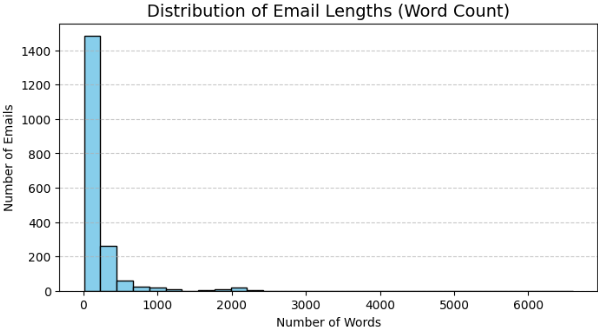 Distribution of Email Lengths (Word Count)
Number of Emails
1400
1200
1000
800
600
400
200
0
0 1000 2000 3000 4000 5000 6000
Number of Words